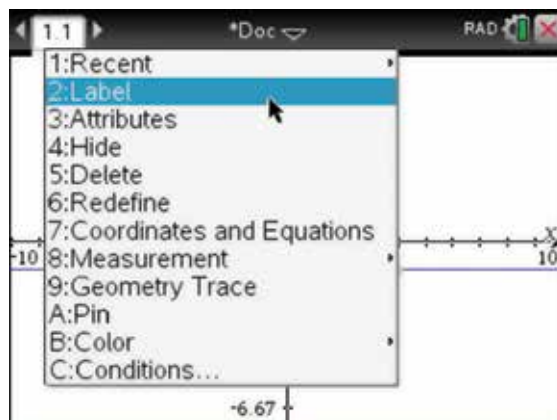 1.1 *Doc RAD
1:Recent
2:Label
3:Attributes
4:Hide
5:Delete
6:Redefine
7:Coordinates and Equations
8:Measurement
9:Geometry Trace
A:Pin
B:Color
C:Conditions...
x
-10 10
-6.67